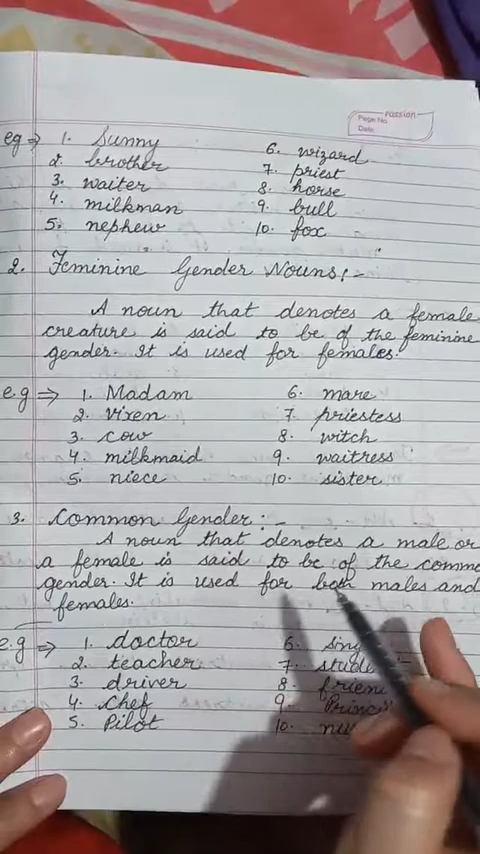 Passion
Page No.
Date
eg ⇒ 1. Sunny 6. wizard
2. brother 7. priest
3. waiter 8. horse
4. milkman 9. bull
5. nephew 10. fox
2. Feminine Gender Nouns:-
A noun that denotes a female
creature is said to be of the feminine
gender. It is used for females.
e.g ⇒ 1. Madam 6. mare
2. vixen 7. priestess
3. cow 8. witch
4. milkmaid 9. waitress
5. niece 10. sister
3. Common Gender:-
A noun that denotes a male or
a female is said to be of the commo
gender. It is used for both males and
females.
e.g ⇒ 1. doctor 6.
2. teacher 7.
3. driver 8.
4. chef 9.
5. Pilot 10.